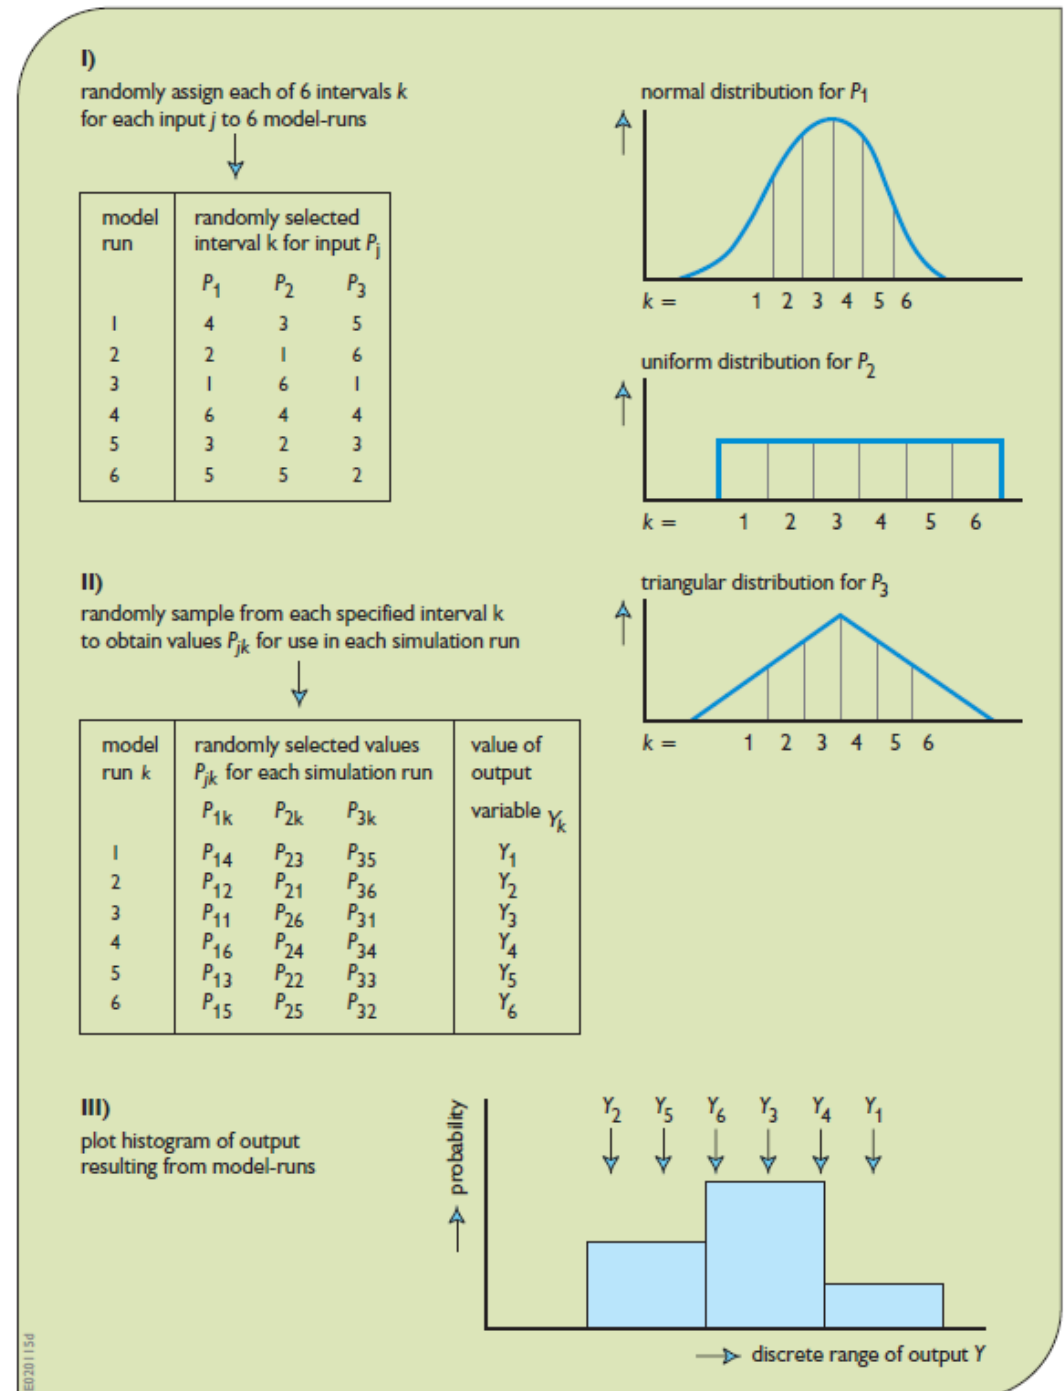 I)
randomly assign each of 6 intervals k
for each input j to 6 model-runs
model run
randomly selected
interval k for input Pj
P1 P2 P3
1 4 3 5
2 2 1 6
3 1 6 1
4 6 4 4
5 3 2 3
6 5 5 2
normal distribution for P1
k = 1 2 3 4 5 6
uniform distribution for P2
k = 1 2 3 4 5 6
triangular distribution for P3
k = 1 2 3 4 5 6
II)
randomly sample from each specified interval k
to obtain values Pjk for use in each simulation run
model run k
randomly selected values
Pjk for each simulation run
value of
output
variable Yk
P1k P2k P3k
1 P14 P23 P35 Y1
2 P12 P21 P36 Y2
3 P11 P26 P31 Y3
4 P16 P24 P34 Y4
5 P13 P22 P33 Y5
6 P15 P25 P32 Y6
III)
plot histogram of output
resulting from model-runs
probability
Y2 Y5 Y6 Y3 Y4 Y1
discrete range of output Y
E020115d